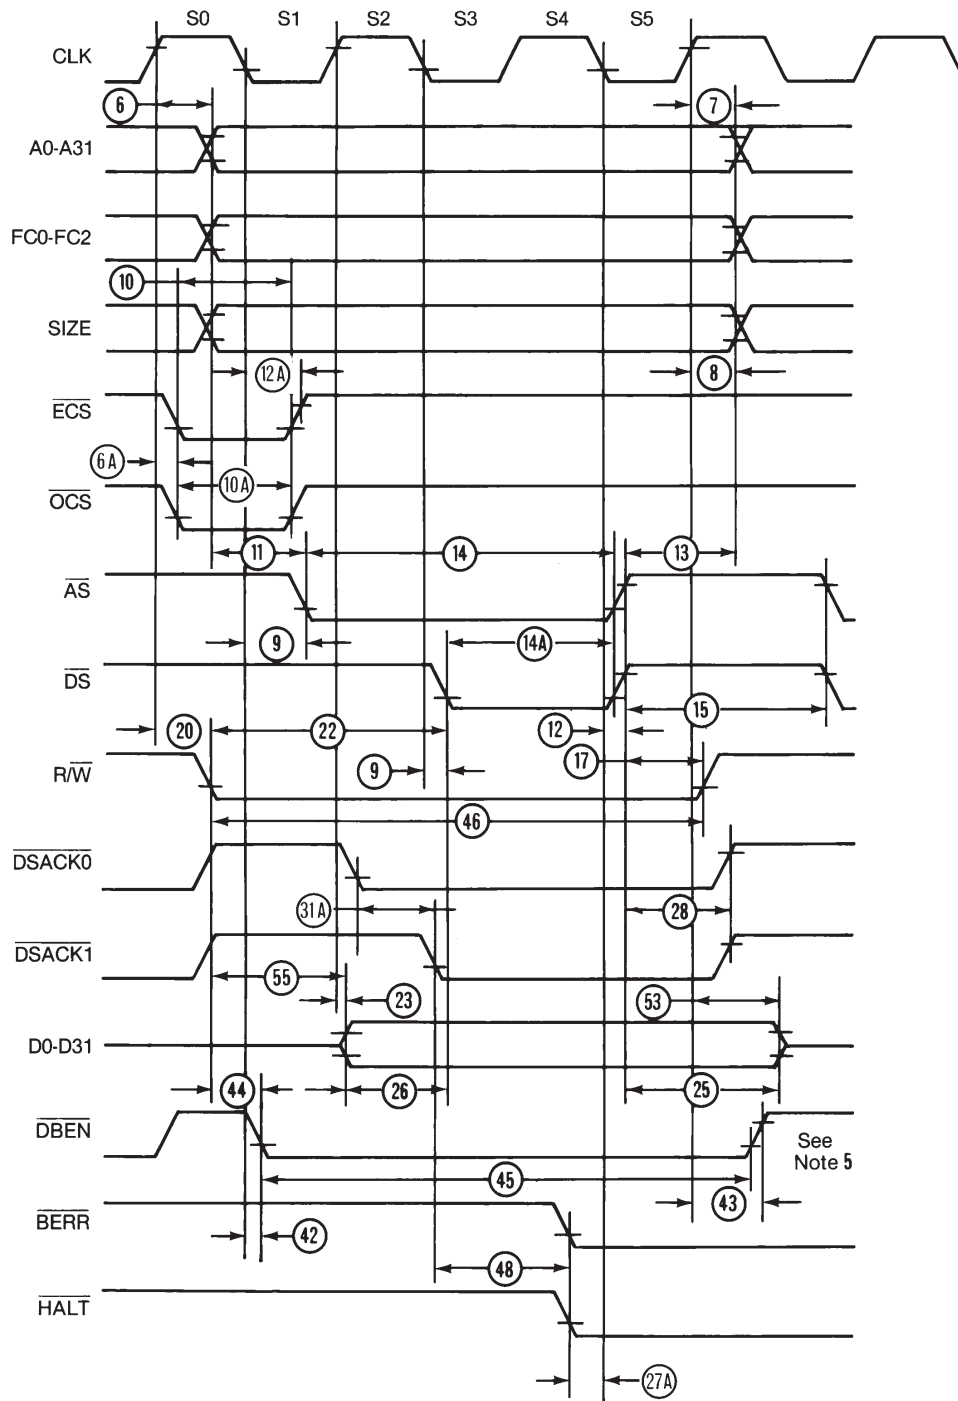 S0 S1 S2 S3 S4 S5
CLK
6 7
A0-A31
FC0-FC2
10
SIZE
12A 8
ECS
6A 10A
OCS
11 14 13
AS
9 14A
DS
20 22 12 15
17
R/W 9
46
DSACK0
31A 28
DSACK1
55 23 53
D0-D31
44 26 25
DBEN
See
Note 5
45
43
BERR
42
48
HALT
27A